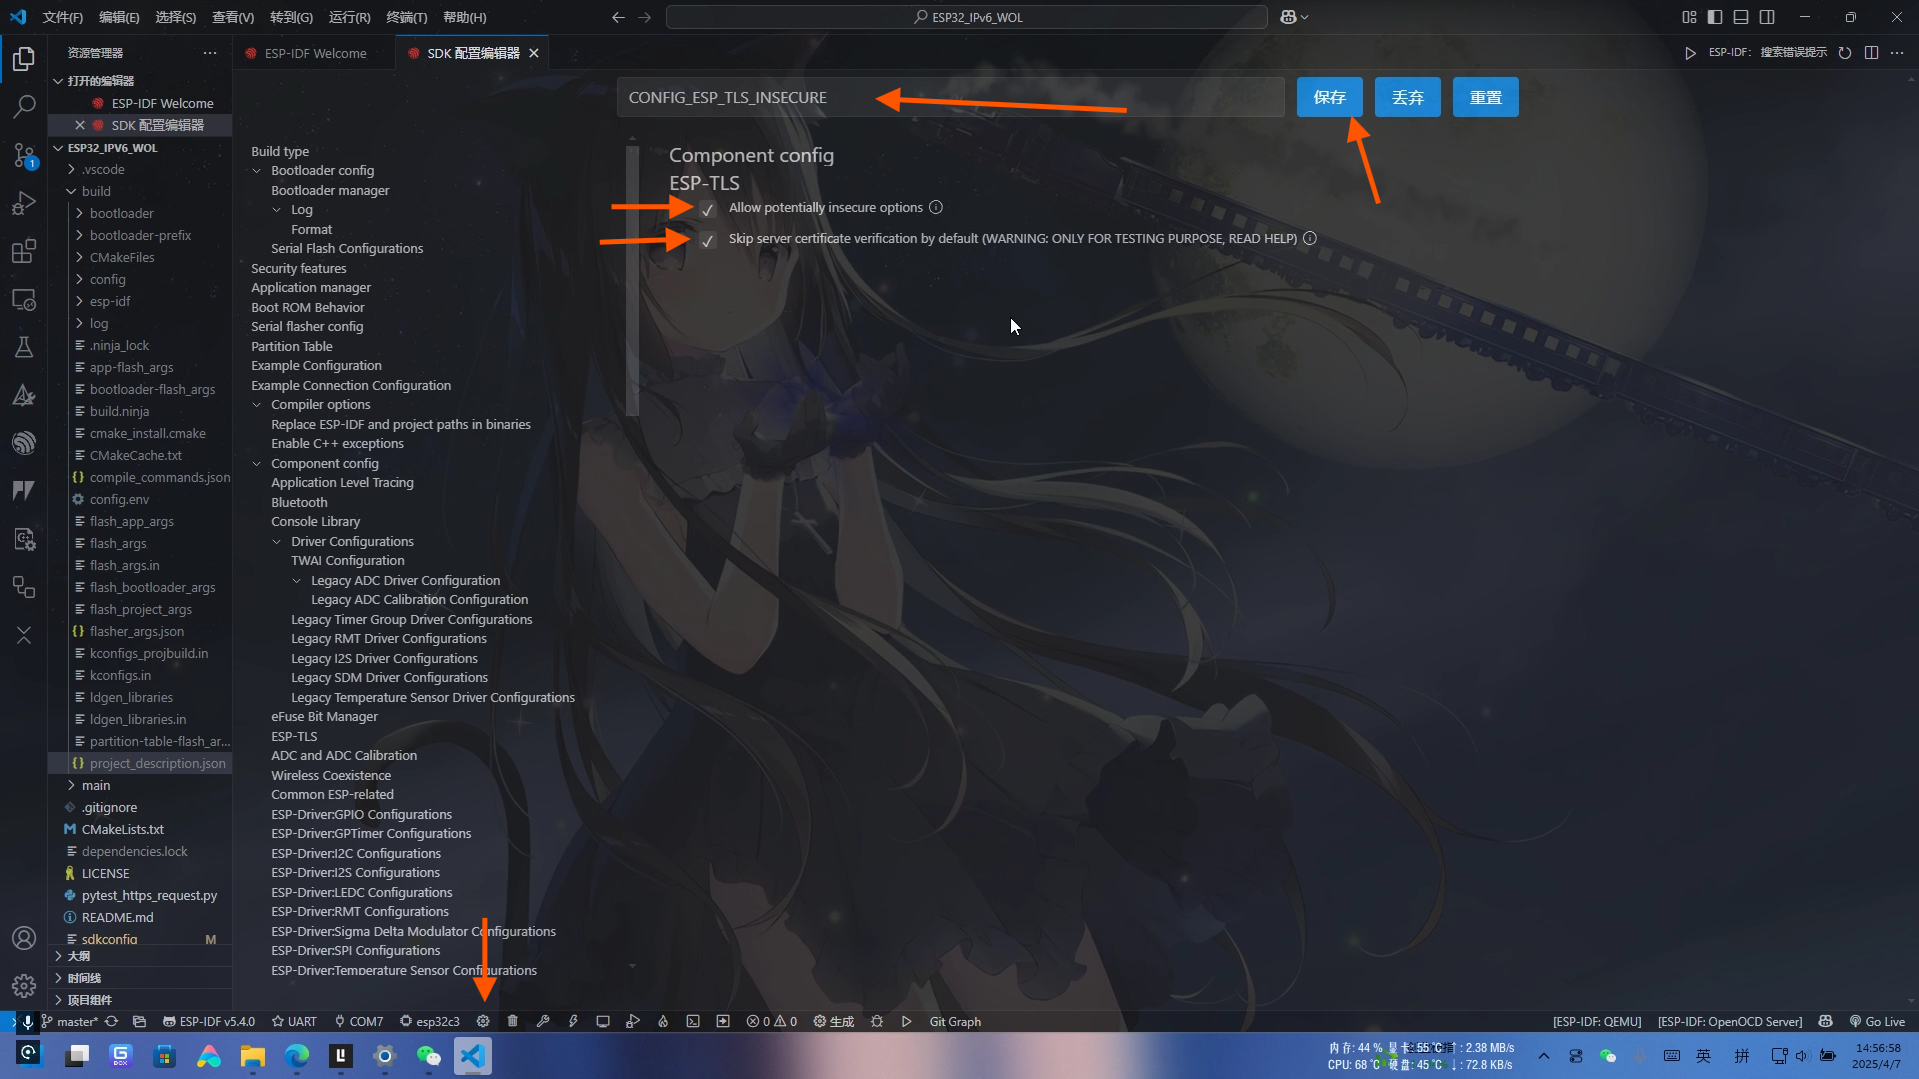 文件(F) 编辑(E) 选择(S) 查看(V) 转到(G) 运行(R) 终端(T) 帮助(H)
ESP32_IPv6_WOL
资源管理器
ESP-IDF Welcome
SDK 配置编辑器
ESP-IDF: 搜索错误提示
打开的编辑器
ESP-IDF Welcome
SDK 配置编辑器
ESP32_IPV6_WOL
.vscode
build
bootloader
bootloader-prefix
CMakeFiles
config
esp-idf
log
.ninja_lock
app-flash_args
bootloader-flash_args
build.ninja
cmake_install.cmake
CMakeCache.txt
compile_commands.json
config.env
flash_app_args
flash_args
flash_args.in
flash_bootloader_args
flash_project_args
flasher_args.json
kconfigs_projbuild.in
kconfigs.in
ldgen_libraries
ldgen_libraries.in
partition-table-flash_ar...
project_description.json
main
.gitignore
CMakeLists.txt
dependencies.lock
LICENSE
pytest_https_request.py
README.md
sdkconfig M
大纲
时间线
项目组件
1
CONFIG_ESP_TLS_INSECURE
保存
丢弃
重置
Build type
Bootloader config
Bootloader manager
Log
Format
Serial Flash Configurations
Security features
Application manager
Boot ROM Behavior
Serial flasher config
Partition Table
Example Configuration
Example Connection Configuration
Compiler options
Replace ESP-IDF and project paths in binaries
Enable C++ exceptions
Component config
Application Level Tracing
Bluetooth
Console Library
Driver Configurations
TWAI Configuration
Legacy ADC Driver Configuration
Legacy ADC Calibration Configuration
Legacy Timer Group Driver Configurations
Legacy RMT Driver Configurations
Legacy I2S Driver Configurations
Legacy SDM Driver Configurations
Legacy Temperature Sensor Driver Configurations
eFuse Bit Manager
ESP-TLS
ADC and ADC Calibration
Wireless Coexistence
Common ESP-related
ESP-Driver:GPIO Configurations
ESP-Driver:GPTimer Configurations
ESP-Driver:I2C Configurations
ESP-Driver:I2S Configurations
ESP-Driver:LEDC Configurations
ESP-Driver:RMT Configurations
ESP-Driver:Sigma Delta Modulator Configurations
ESP-Driver:SPI Configurations
ESP-Driver:Temperature Sensor Configurations
Component config
ESP-TLS
Allow potentially insecure options
Skip server certificate verification by default (WARNING: ONLY FOR TESTING PURPOSE, READ HELP)
master* ESP-IDF v5.4.0 UART COM7 esp32c3 0 0 生成 Git Graph [ESP-IDF: QEMU] [ESP-IDF: OpenOCD Server] Go Live
内存: 44 % 显卡: 55 °C : 2.38 MB/s
CPU: 68 °C 硬盘: 45 °C ↓: 72.8 KB/s
英 拼
14:56:58
2025/4/7